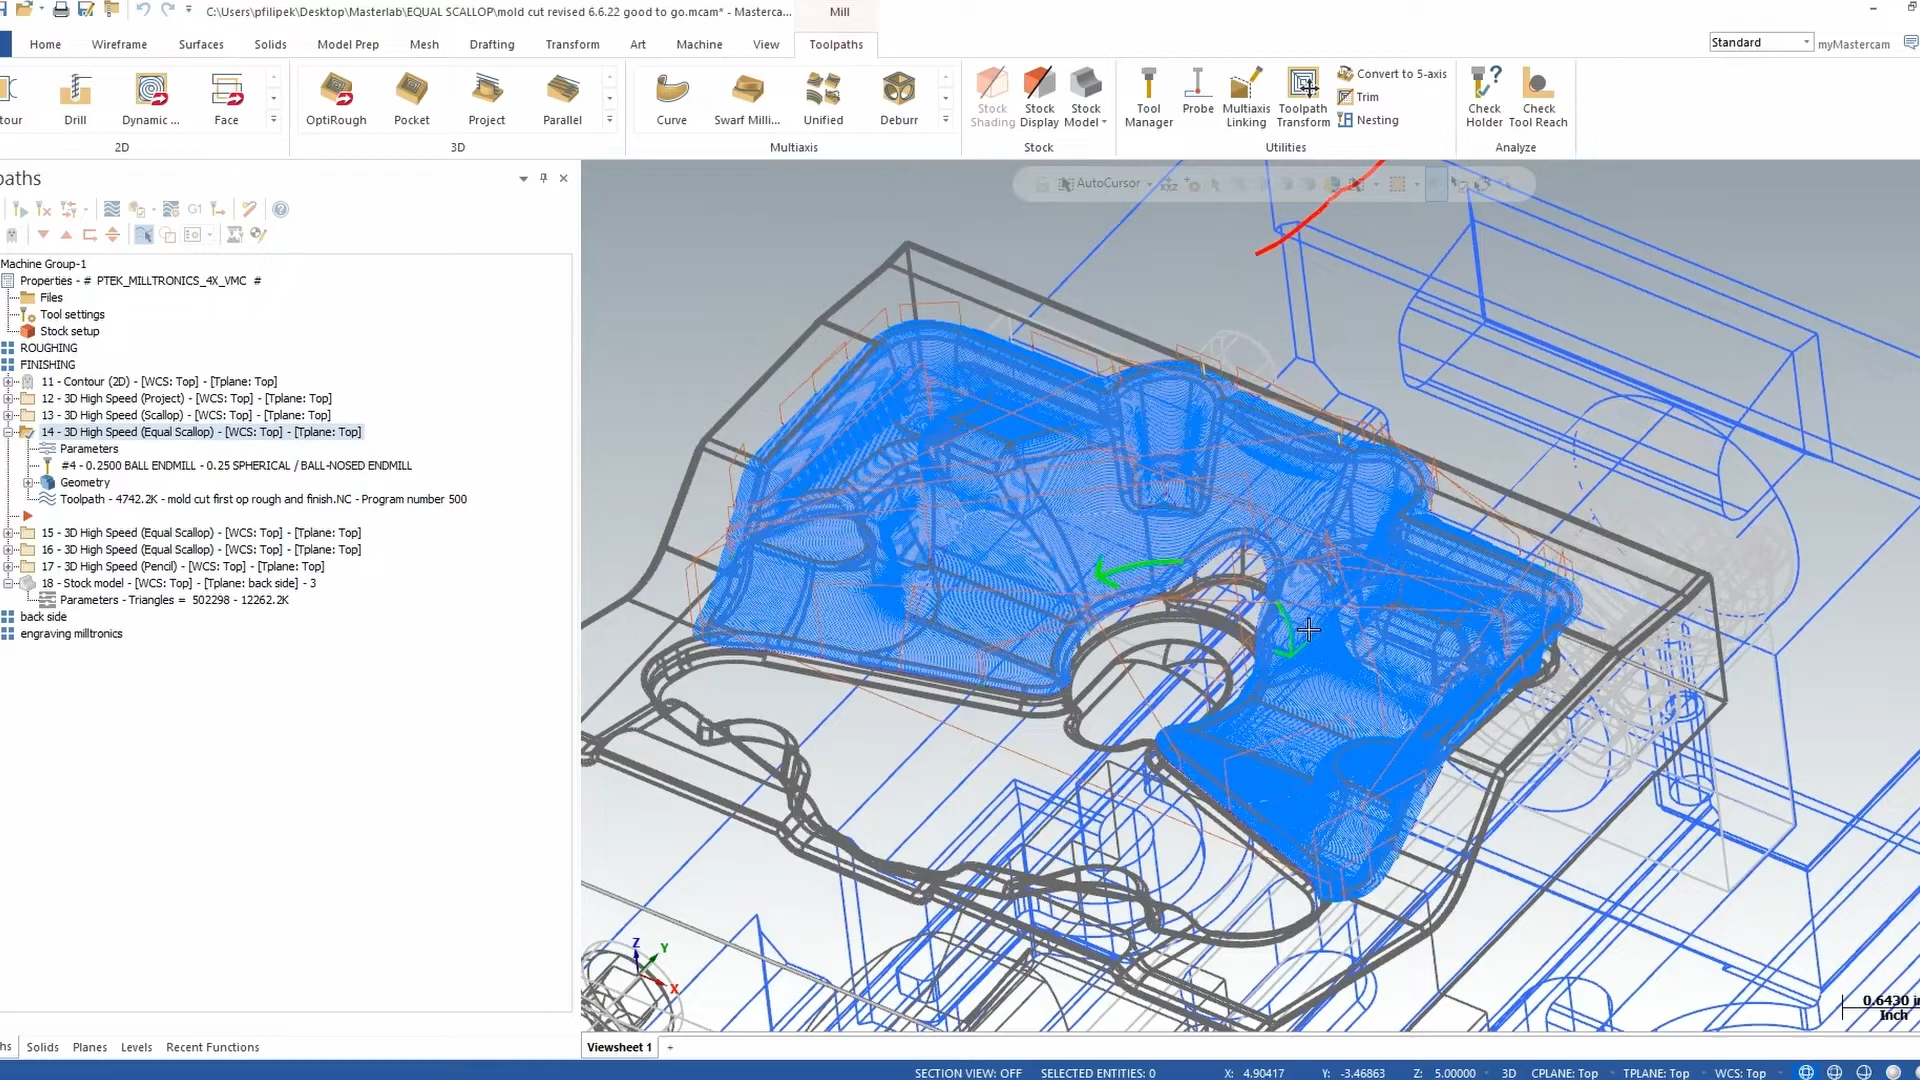 C:\Users\pfilipek\Desktop\Masterlab\EQUAL SCALLOP\mold cut revised 6.6.22 good to go.mcam* - Masterca...
Mill
Home Wireframe Surfaces Solids Model Prep Mesh Drafting Transform Art Machine View Toolpaths
Standard
myMastercam
tour Drill Dynamic ... Face
OptiRough Pocket Project Parallel
Curve Swarf Milli... Unified Deburr
Stock Shading
Stock Display
Stock Model
Tool Manager
Probe
Multiaxis Linking
Toolpath Transform
Convert to 5-axis
Trim
Nesting
Check Holder
Check Tool Reach
2D 3D Multiaxis Stock Utilities Analyze
paths
G1
AutoCursor
Machine Group-1
Properties - # PTEK_MILLTRONICS_4X_VMC #
Files
Tool settings
Stock setup
ROUGHING
FINISHING
11 - Contour (2D) - [WCS: Top] - [Tplane: Top]
12 - 3D High Speed (Project) - [WCS: Top] - [Tplane: Top]
13 - 3D High Speed (Scallop) - [WCS: Top] - [Tplane: Top]
14 - 3D High Speed (Equal Scallop) - [WCS: Top] - [Tplane: Top]
Parameters
#4 - 0.2500 BALL ENDMILL - 0.25 SPHERICAL / BALL-NOSED ENDMILL
Geometry
Toolpath - 4742.2K - mold cut first op rough and finish.NC - Program number 500
15 - 3D High Speed (Equal Scallop) - [WCS: Top] - [Tplane: Top]
16 - 3D High Speed (Equal Scallop) - [WCS: Top] - [Tplane: Top]
17 - 3D High Speed (Pencil) - [WCS: Top] - [Tplane: Top]
18 - Stock model - [WCS: Top] - [Tplane: back side] - 3
Parameters - Triangles = 502298 - 12262.2K
back side
engraving milltronics
Z Y X
0.6430 in
Inch
hs Solids Planes Levels Recent Functions
Viewsheet 1 +
SECTION VIEW: OFF SELECTED ENTITIES: 0 X: 4.90417 Y: -3.46863 Z: 5.00000 3D CPLANE: Top TPLANE: Top WCS: Top